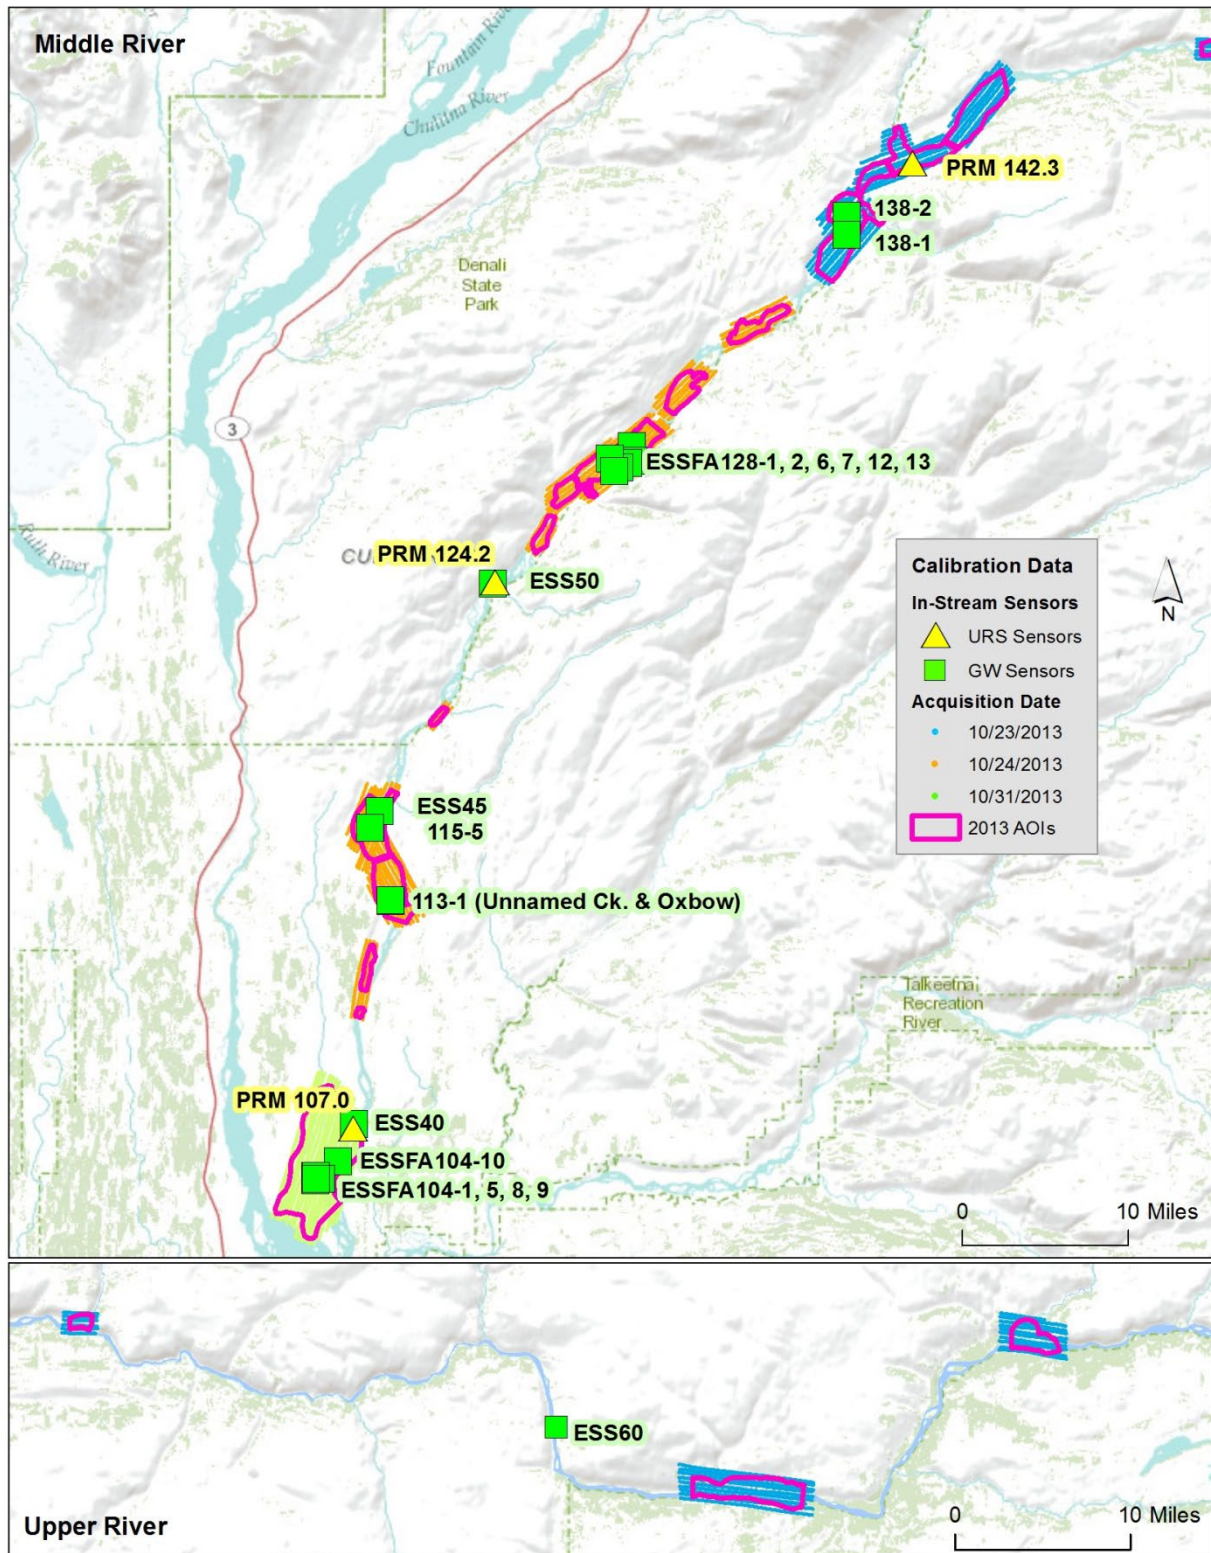 Middle River
Fountain River
Chulitna River
PRM 142.3
138-2
138-1
Denali
State
Park
3
ESSFA128-1, 2, 6, 7, 12, 13
Ruth River
PRM 124.2
ESS50
Calibration Data
In-Stream Sensors
URS Sensors
GW Sensors
Acquisition Date
10/23/2013
10/24/2013
10/31/2013
2013 AOIs
N
ESS45
115-5
113-1 (Unnamed Ck. & Oxbow)
Talkeetna
Recreation
River
PRM 107.0
ESS40
ESSFA104-10
ESSFA104-1, 5, 8, 9
0 10 Miles
ESS60
Upper River
0 10 Miles